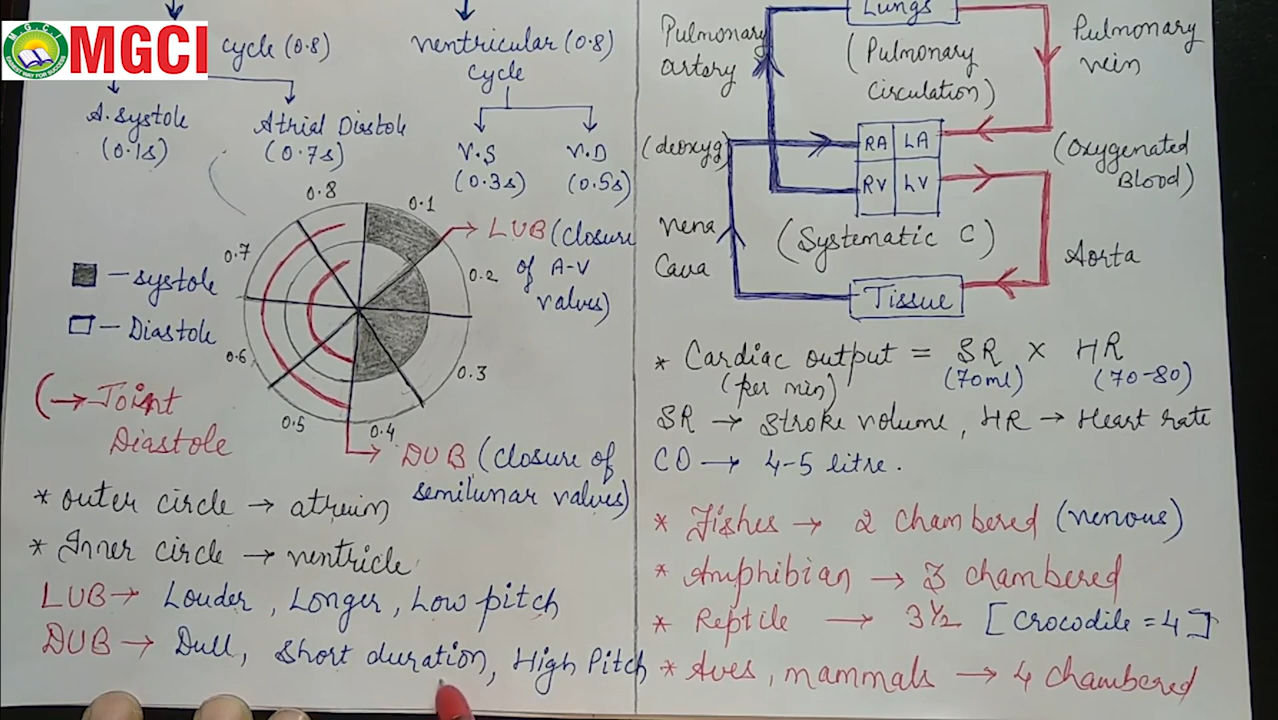 M.G.C.I.
MGCI
cycle (0.8)
ventricular (0.8)
cycle
A. systole
(0.1s)
Atrial Diastole
(0.7s)
V.S
(0.3s)
V.D
(0.5s)
0.8
0.1
0.7
0.2
0.6
0.3
0.5
0.4
LUB (closure
of A-V
valves)
- systole
- Diastole
( → Joint
Diastole
DUB (closure of
semilunar valves)
* outer circle → atreium
* Inner circle → ventricle
LUB → Louder, Longer, Low pitch
DUB → Dull, short duration, High Pitch
Lungs
Pulmonary
artery
(Pulmonary
Circulation)
Pulmonary
vein
(deoxyg)
RA LA
RV LV
(Oxygenated
Blood)
Vena
Cava
(Systematic C)
Aorta
Tissue
* Cardiac output = SR X HR
(per min) (70ml) (70-80)
SR → Stroke volume, HR → Heart rate
CO → 4-5 litre.
* Fishes → 2 chambered (venous)
* Amphibian → 3 chambered
* Reptile → 3 1/2 [Crocodile = 4]
* Aves, mammals → 4 chambered